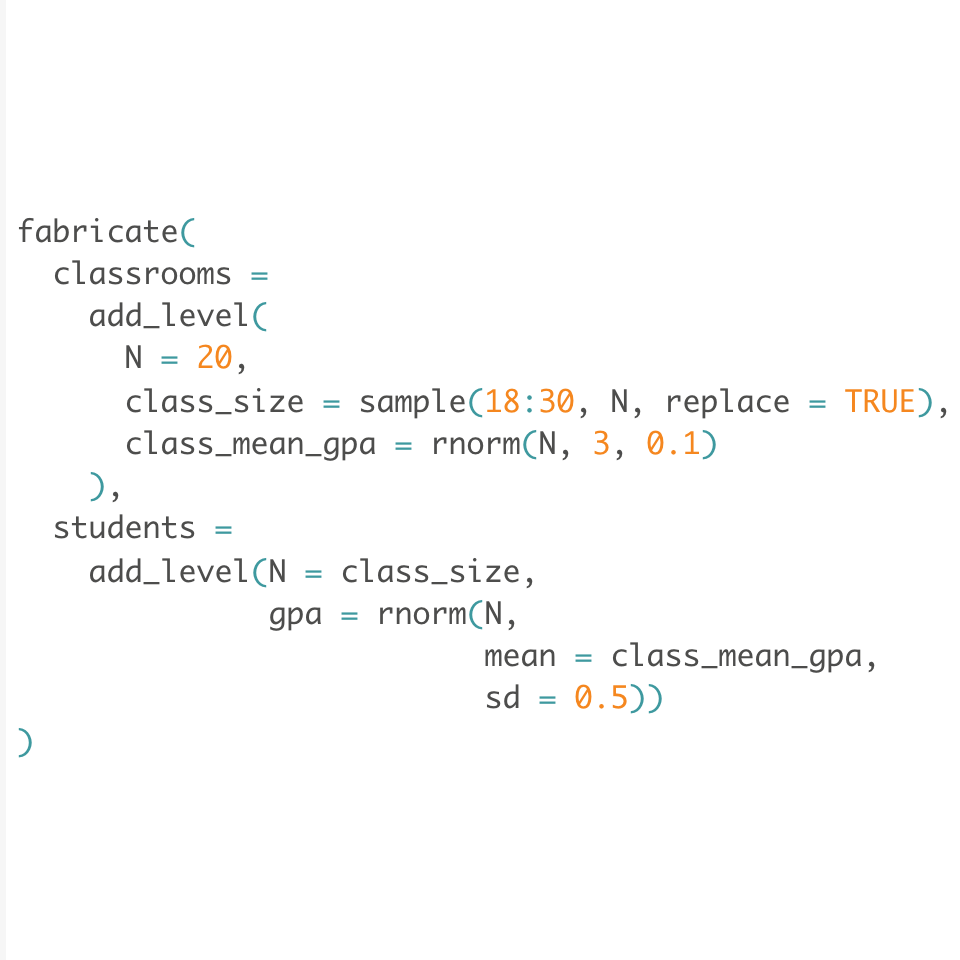 fabricate(
  classrooms =
    add_level(
      N = 20,
      class_size = sample(18:30, N, replace = TRUE),
      class_mean_gpa = rnorm(N, 3, 0.1)
    ),
  students =
    add_level(N = class_size,
              gpa = rnorm(N,
                          mean = class_mean_gpa,
                          sd = 0.5))
)